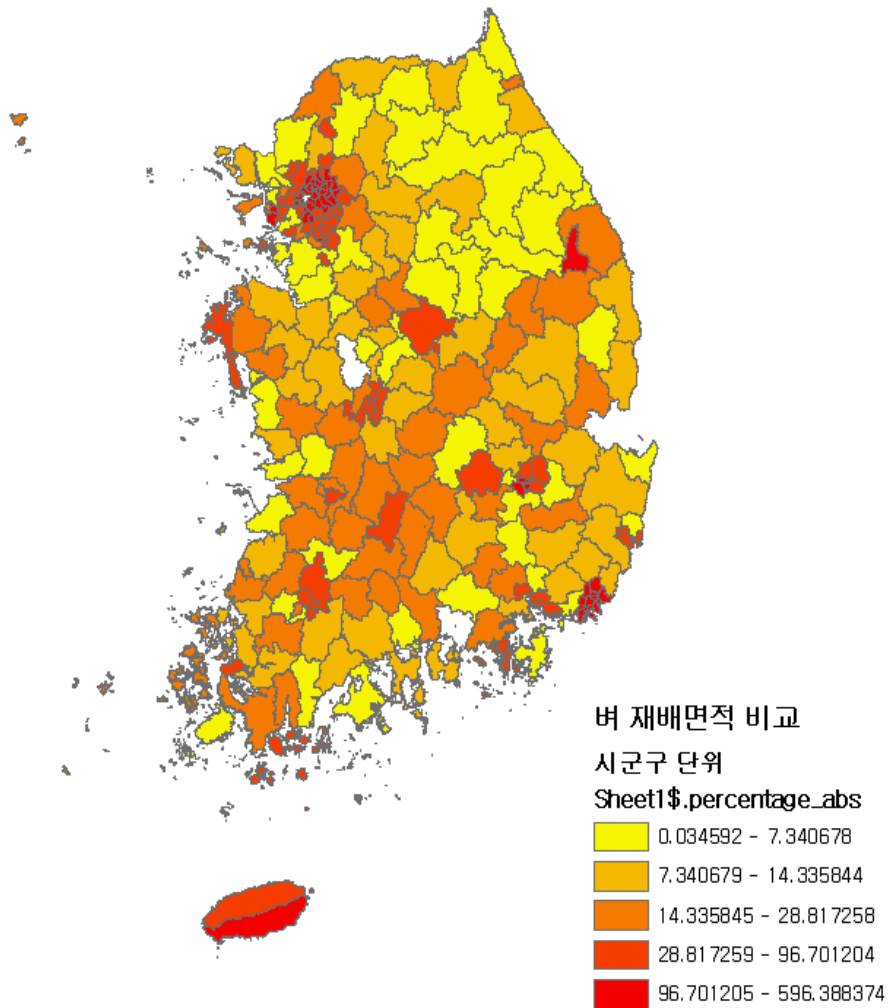 벼 재배면적 비교
시군구 단위
Sheet1$.percentage_abs
0.034592 - 7.340678
7.340679 - 14.335844
14.335845 - 28.817258
28.817259 - 96.701204
96.701205 - 596.388374